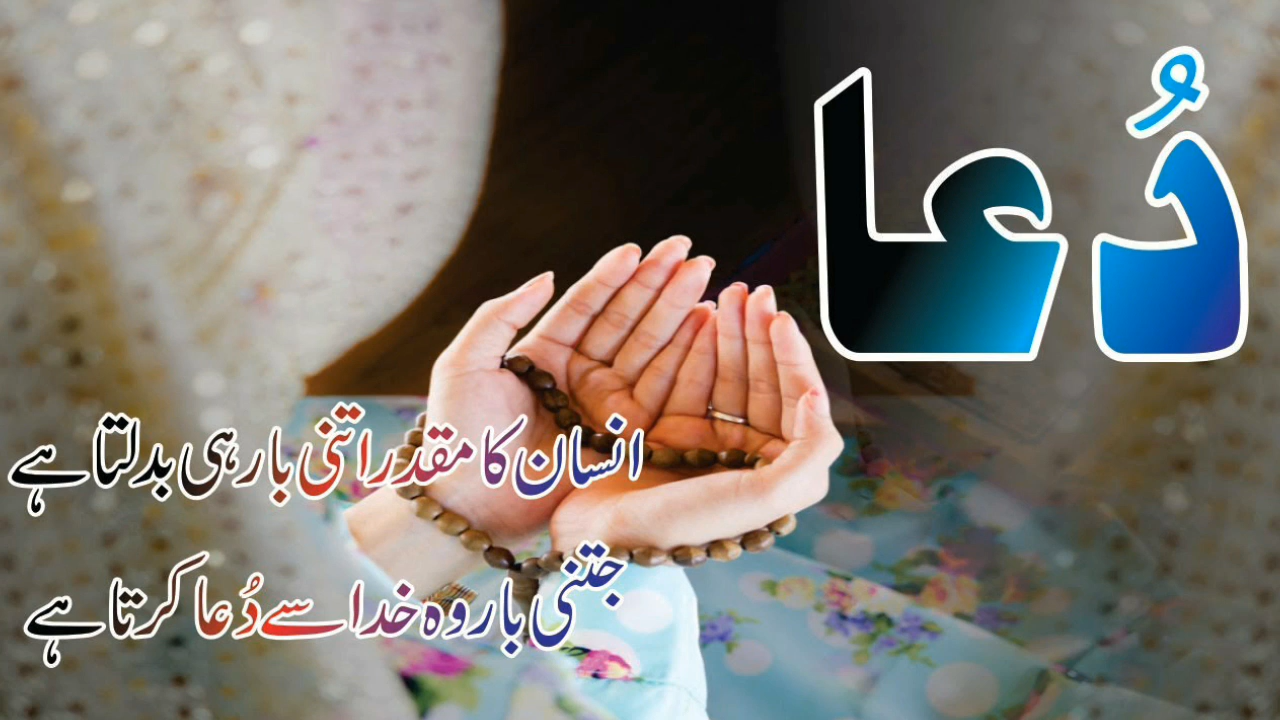 دُعا
انسان کا مقدر اتنی بار ہی بدلتا ہے
جتنی بار وہ خدا سے دُعا کرتا ہے